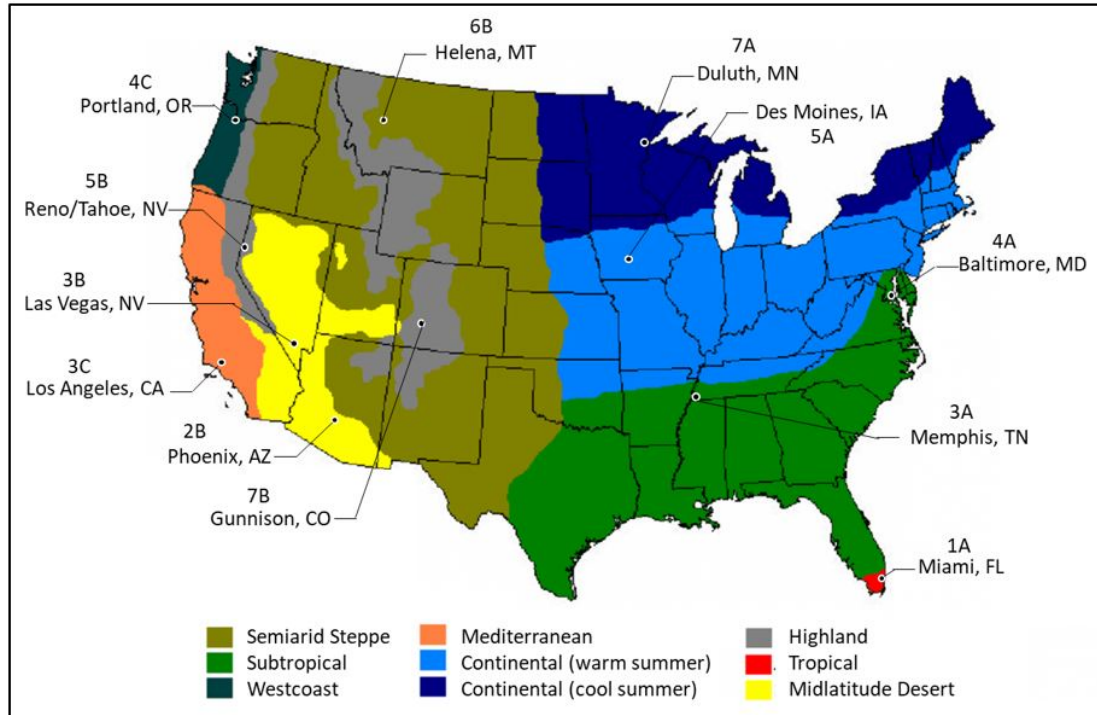 6B
Helena, MT
7A
Duluth, MN
4C
Portland, OR
Des Moines, IA
5A
5B
Reno/Tahoe, NV
4A
Baltimore, MD
3B
Las Vegas, NV
3C
Los Angeles, CA
3A
Memphis, TN
2B
Phoenix, AZ
7B
Gunnison, CO
1A
Miami, FL
Semiarid Steppe
Mediterranean
Highland
Subtropical
Continental (warm summer)
Tropical
Westcoast
Continental (cool summer)
Midlatitude Desert